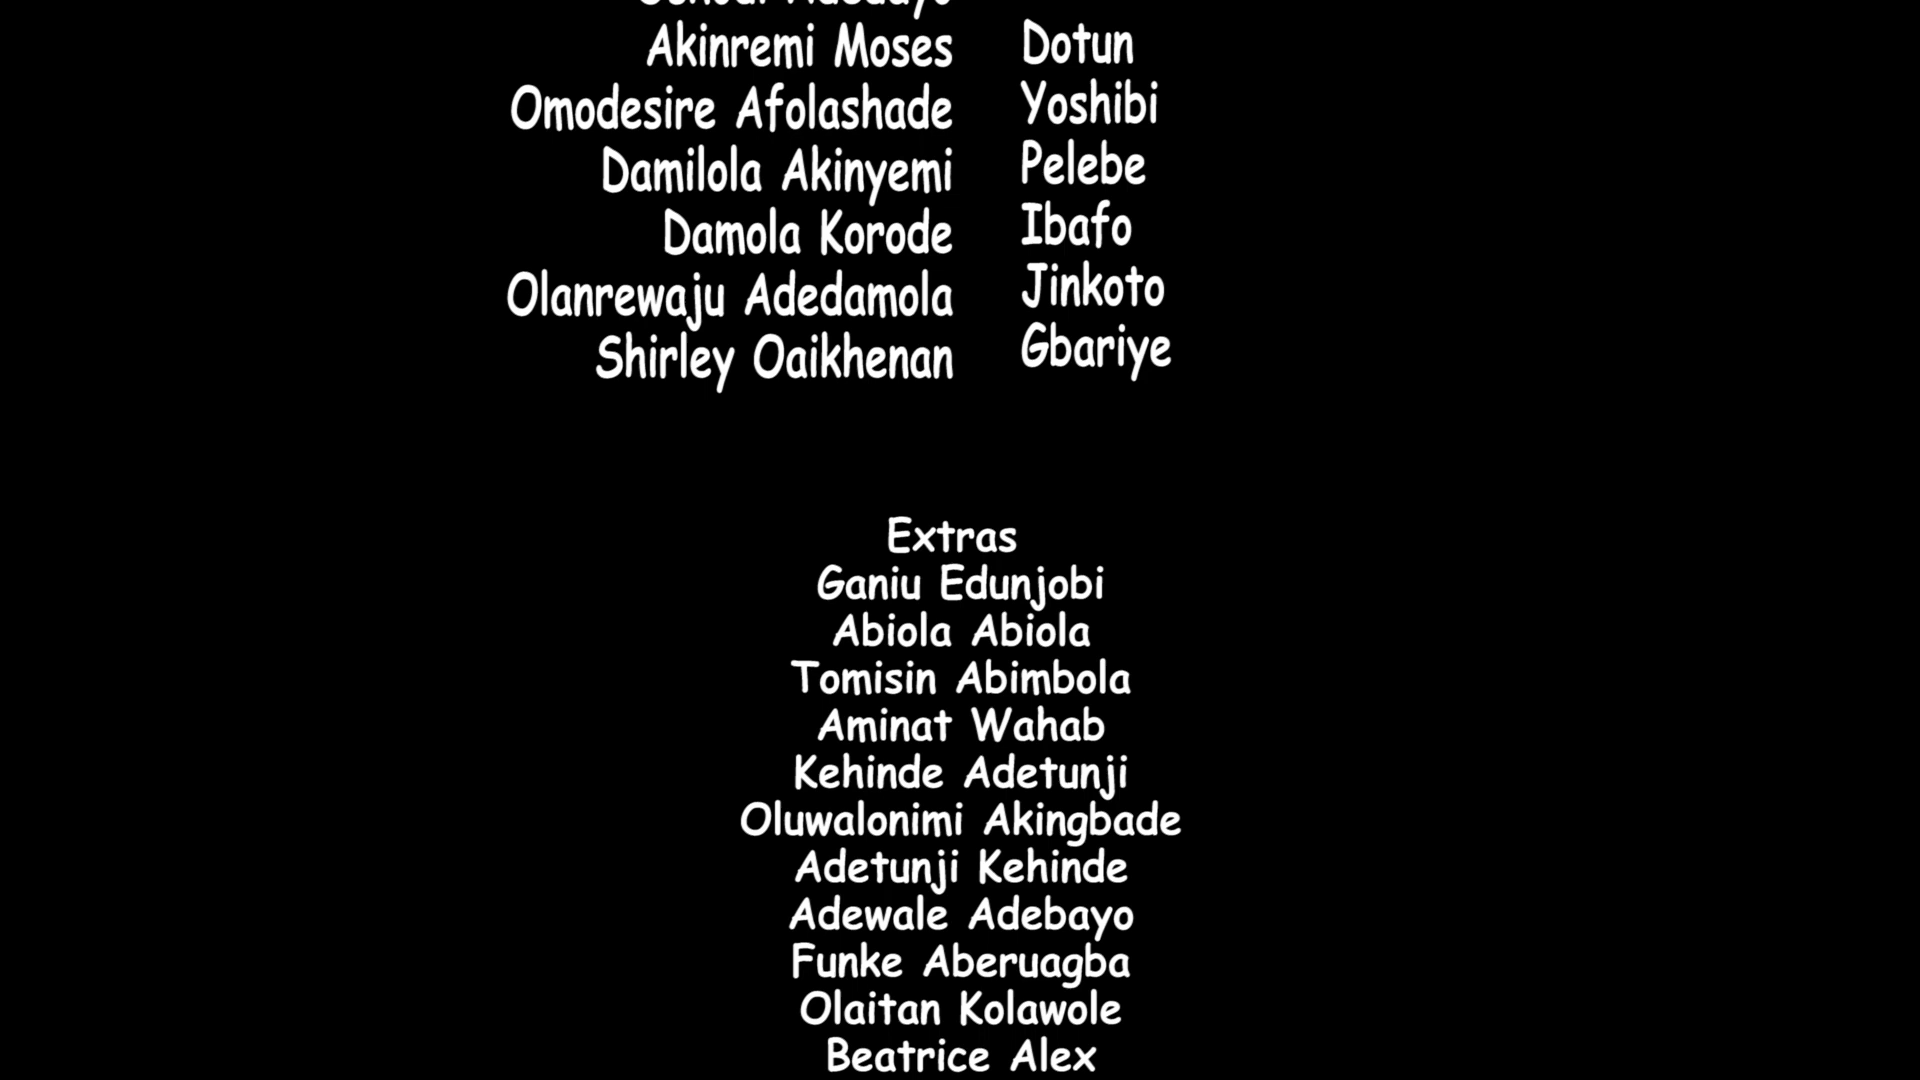 Akinremi Moses Dotun
Omodesire Afolashade Yoshibi
Damilola Akinyemi Pelebe
Damola Korode Ibafo
Olanrewaju Adedamola Jinkoto
Shirley Oaikhenan Gbariye
Extras
Ganiu Edunjobi
Abiola Abiola
Tomisin Abimbola
Aminat Wahab
Kehinde Adetunji
Oluwalonimi Akingbade
Adetunji Kehinde
Adewale Adebayo
Funke Aberuagba
Olaitan Kolawole
Beatrice Alex